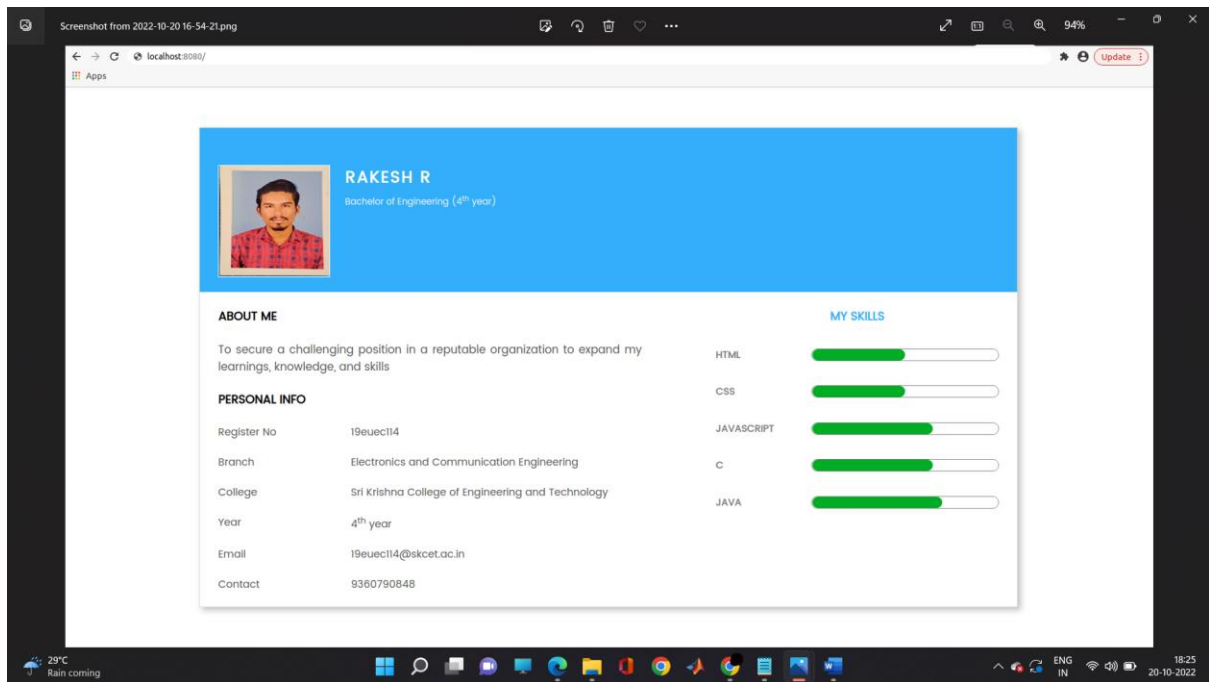 Screenshot from 2022-10-20 16-54-21.png
94%
localhost:8080/
Update
Apps
RAKESH R
Bachelor of Engineering (4th year)
ABOUT ME
To secure a challenging position in a reputable organization to expand my
learnings, knowledge, and skills
PERSONAL INFO
Register No 19euec114
Branch Electronics and Communication Engineering
College Sri Krishna College of Engineering and Technology
Year 4th year
Email 19euec114@skcet.ac.in
Contact 9360790848
MY SKILLS
HTML
CSS
JAVASCRIPT
C
JAVA
29°C
Rain coming
ENG
IN
18:25
20-10-2022